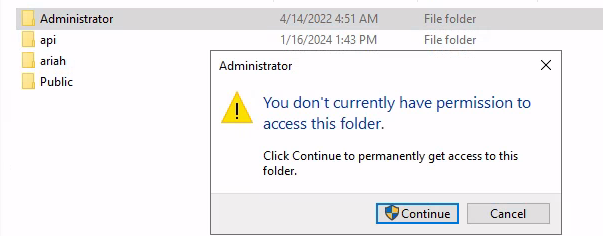 Administrator 4/14/2022 4:51 AM File folder
api 1/16/2024 1:43 PM File folder
ariah
Public
Administrator
You don't currently have permission to
access this folder.
Click Continue to permanently get access to this
folder.
Continue Cancel